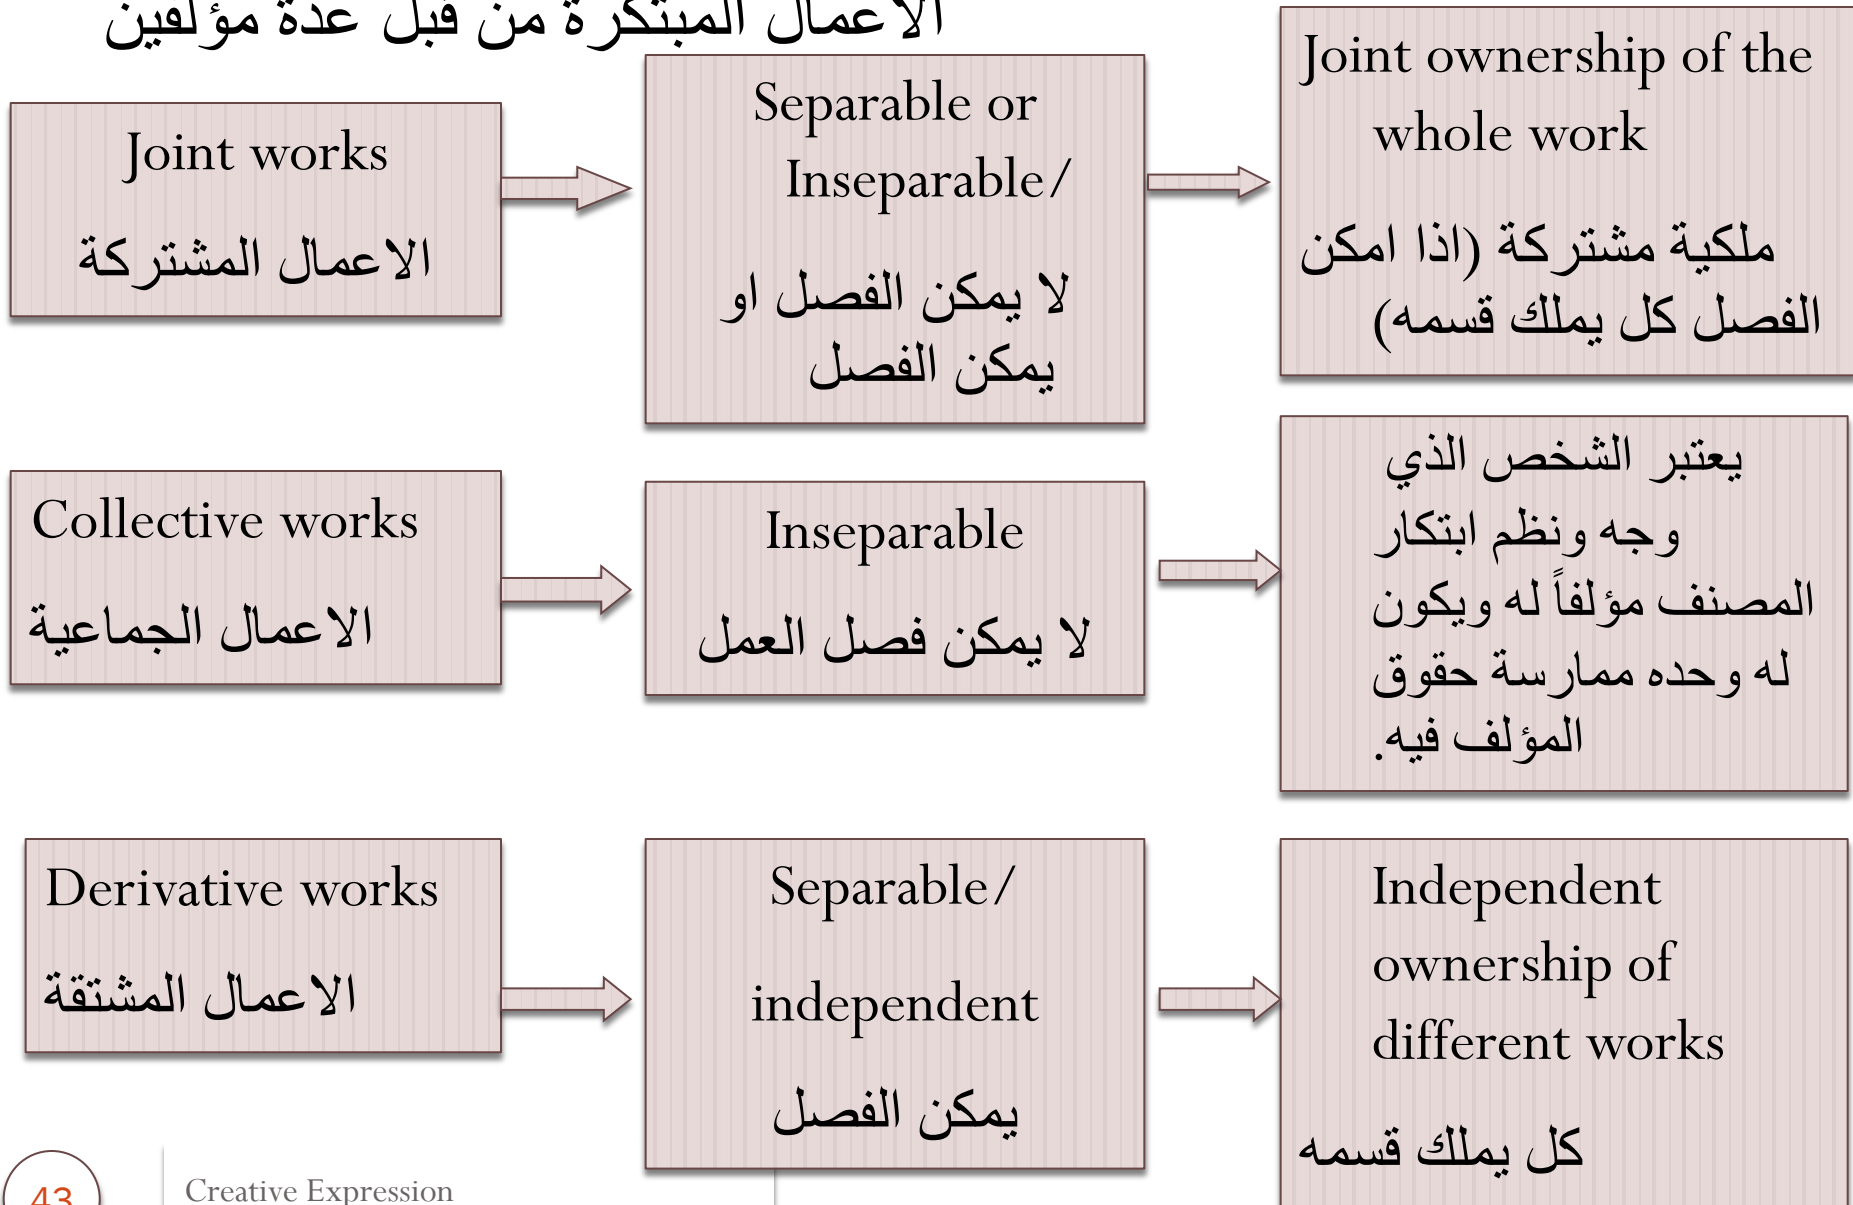 الاعمال المبتكرة من قبل عدة مؤلفين
Joint works
الاعمال المشتركة
Separable or
Inseparable/
لا يمكن الفصل او
يمكن الفصل
Joint ownership of the
whole work
ملكية مشتركة (اذا امكن
الفصل كل يملك قسمه)
Collective works
الاعمال الجماعية
Inseparable
لا يمكن فصل العمل
يعتبر الشخص الذي
وجه ونظم ابتكار
المصنف مؤلفاً له ويكون
له وحده ممارسة حقوق
المؤلف فيه.
Derivative works
الاعمال المشتقة
Separable/
independent
يمكن الفصل
Independent
ownership of
different works
كل يملك قسمه
43
Creative Expression